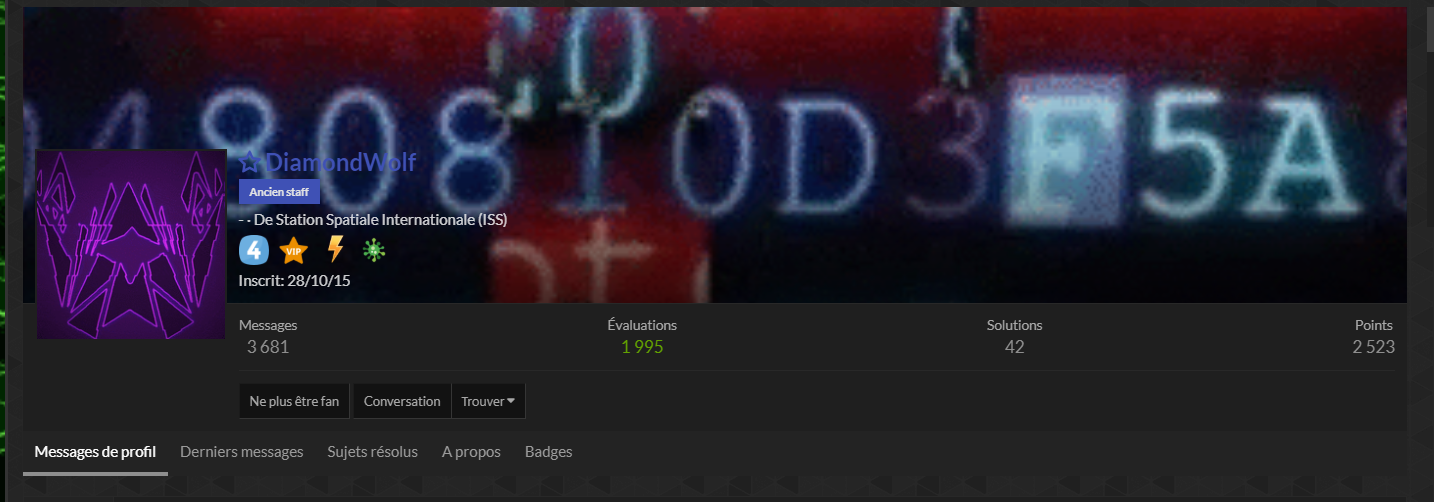 480810D3E5A
☆ DiamondWolf
Ancien staff
- · De Station Spatiale Internationale (ISS)
4 VIP
Inscrit: 28/10/15
Messages Évaluations Solutions Points
3 681 1 995 42 2 523
Ne plus être fan Conversation Trouver
Messages de profil Derniers messages Sujets résolus A propos Badges